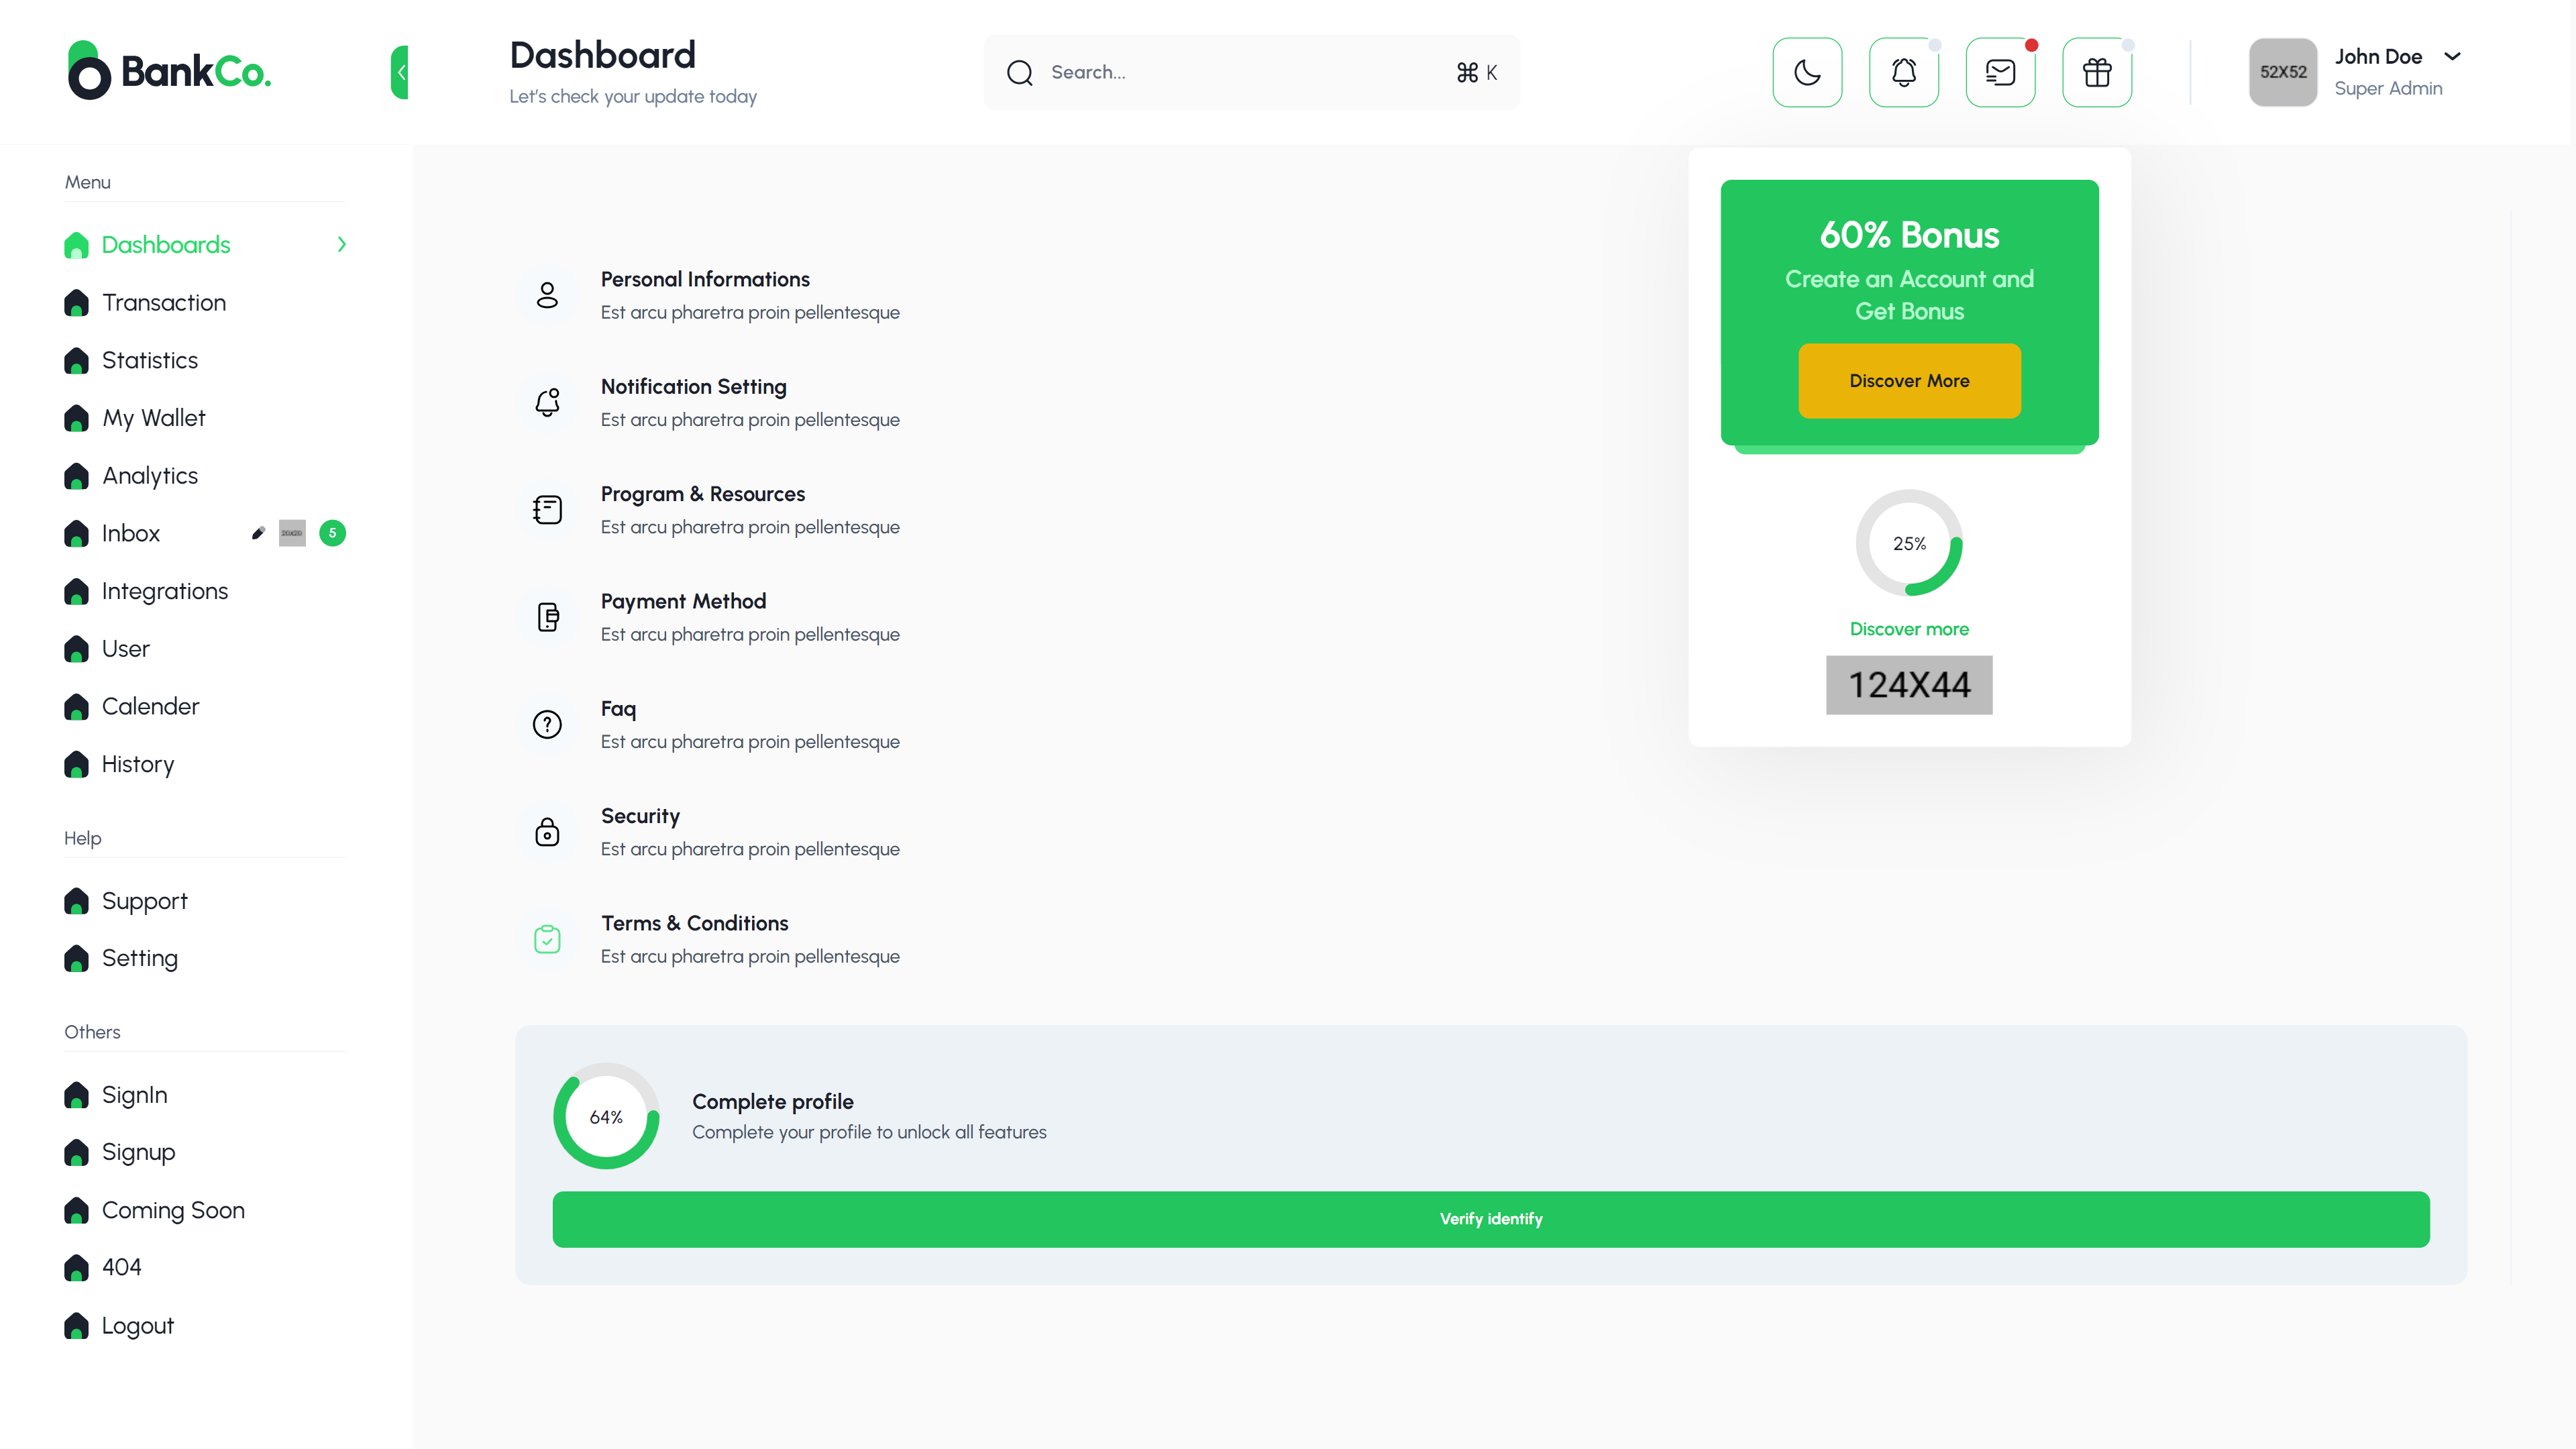 BankCo.
Dashboard
Let's check your update today
Search...
⌘ K
52X52
John Doe
Super Admin
Menu
Dashboards
Transaction
Statistics
My Wallet
Analytics
Inbox
5
Integrations
User
Calender
History
Help
Support
Setting
Others
SignIn
Signup
Coming Soon
404
Logout
Personal Informations
Est arcu pharetra proin pellentesque
Notification Setting
Est arcu pharetra proin pellentesque
Program & Resources
Est arcu pharetra proin pellentesque
Payment Method
Est arcu pharetra proin pellentesque
Faq
Est arcu pharetra proin pellentesque
Security
Est arcu pharetra proin pellentesque
Terms & Conditions
Est arcu pharetra proin pellentesque
60% Bonus
Create an Account and
Get Bonus
Discover More
25%
Discover more
124X44
64%
Complete profile
Complete your profile to unlock all features
Verify identify